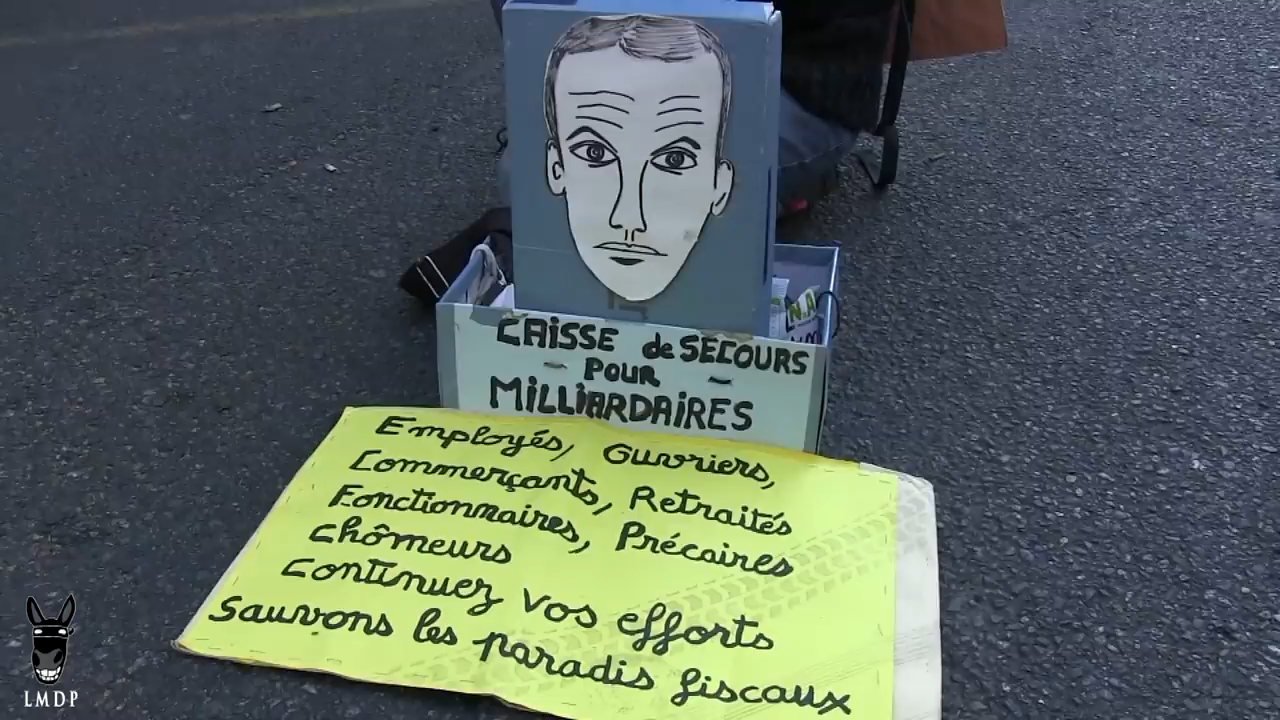 N.A
CAiSSE de SECOURS
POUR
MiLLiARDAiRES
Employés, Ouvriers,
Commerçants, Retraités
Fonctionnaires, Précaires
Chômeurs
Continuez vos efforts
Sauvons les paradis fiscaux
LMDP